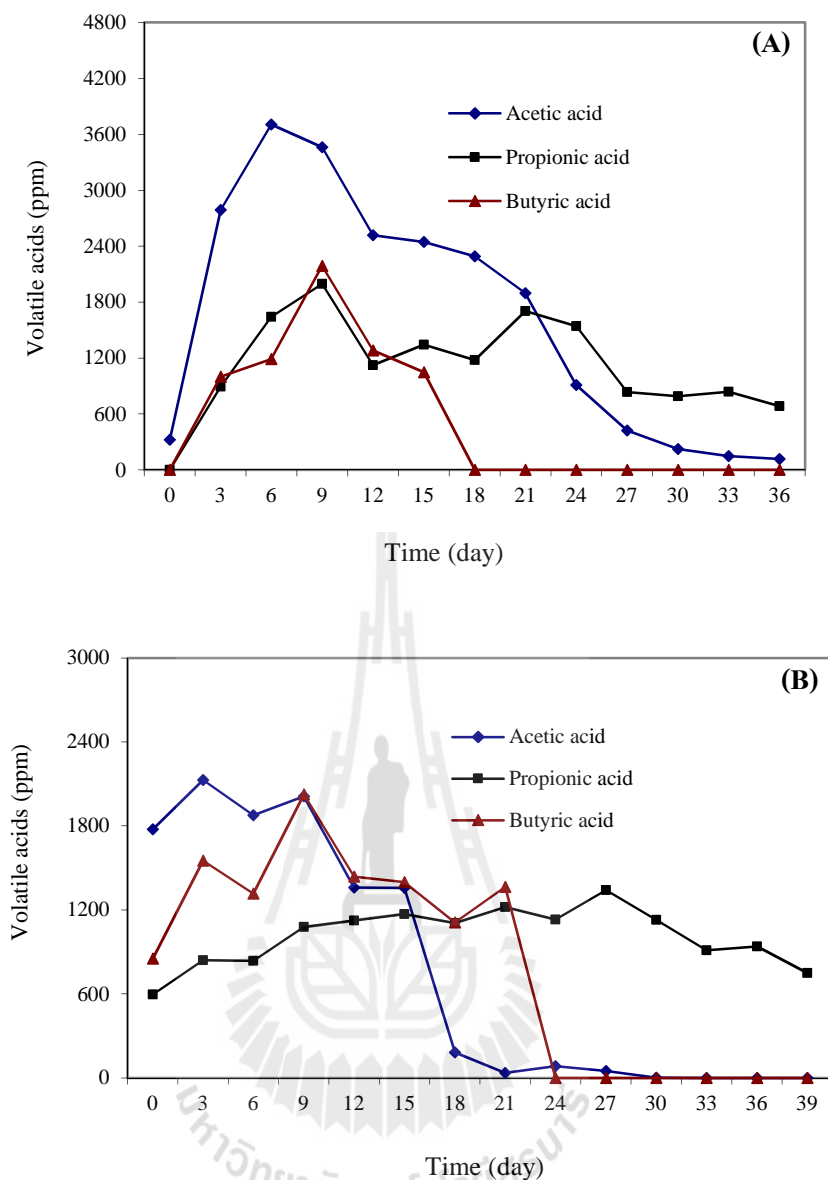 (A)
4800
4200
3600
3000
2400
1800
1200
600
0
Volatile acids (ppm)
Acetic acid
Propionic acid
Butyric acid
0 3 6 9 12 15 18 21 24 27 30 33 36
Time (day)
(B)
3000
2400
1800
1200
600
0
Volatile acids (ppm)
Acetic acid
Propionic acid
Butyric acid
0 3 6 9 12 15 18 21 24 27 30 33 36 39
Time (day)